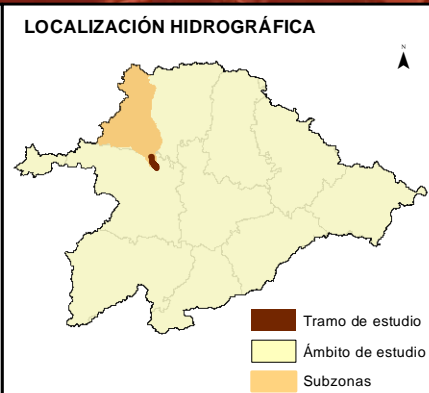 LOCALIZACIÓN HIDROGRÁFICA
N
Tramo de estudio
Ámbito de estudio
Subzonas